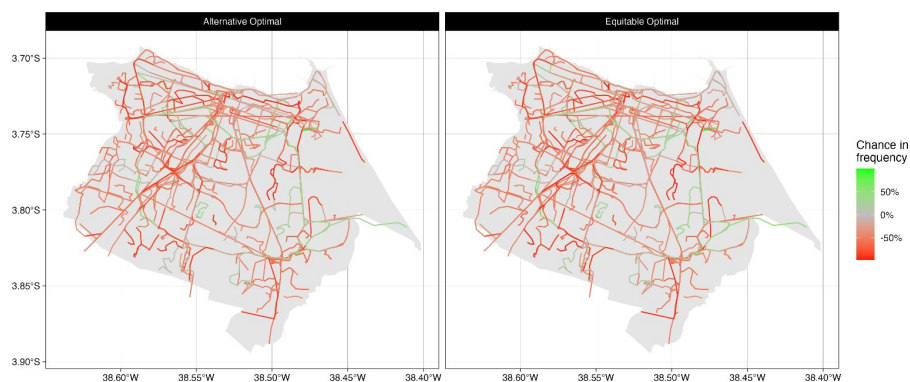 Alternative Optimal
Equitable Optimal
3.70°S
3.75°S
3.80°S
3.85°S
3.90°S
38.60°W 38.55°W 38.50°W 38.45°W 38.40°W
38.60°W 38.55°W 38.50°W 38.45°W 38.40°W
Chance in
frequency
50%
0%
-50%